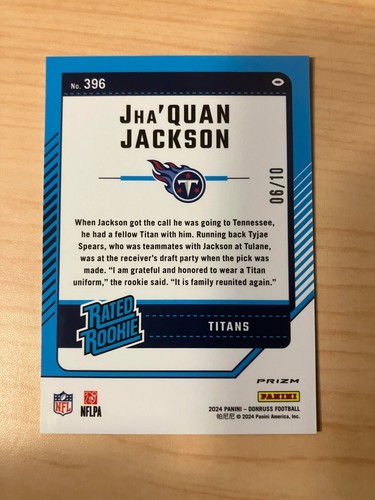 No. 396
0
JHA'QUAN
JACKSON
T
06/10
When Jackson got the call he was going to Tennessee,
he had a fellow Titan with him. Running back Tyjae
Spears, who was teammates with Jackson at Tulane,
was at the receiver's draft party when the pick was
made. “I am grateful and honored to wear a Titan
uniform,” the rookie said. “It is family reunited again.”
RATED
ROOKIE
TITANS
PRIZM
NFL
NFLPA
PANINI
2024 PANINI – DONRUSS FOOTBALL
帕尼尼 © 2024 Panini America, Inc.